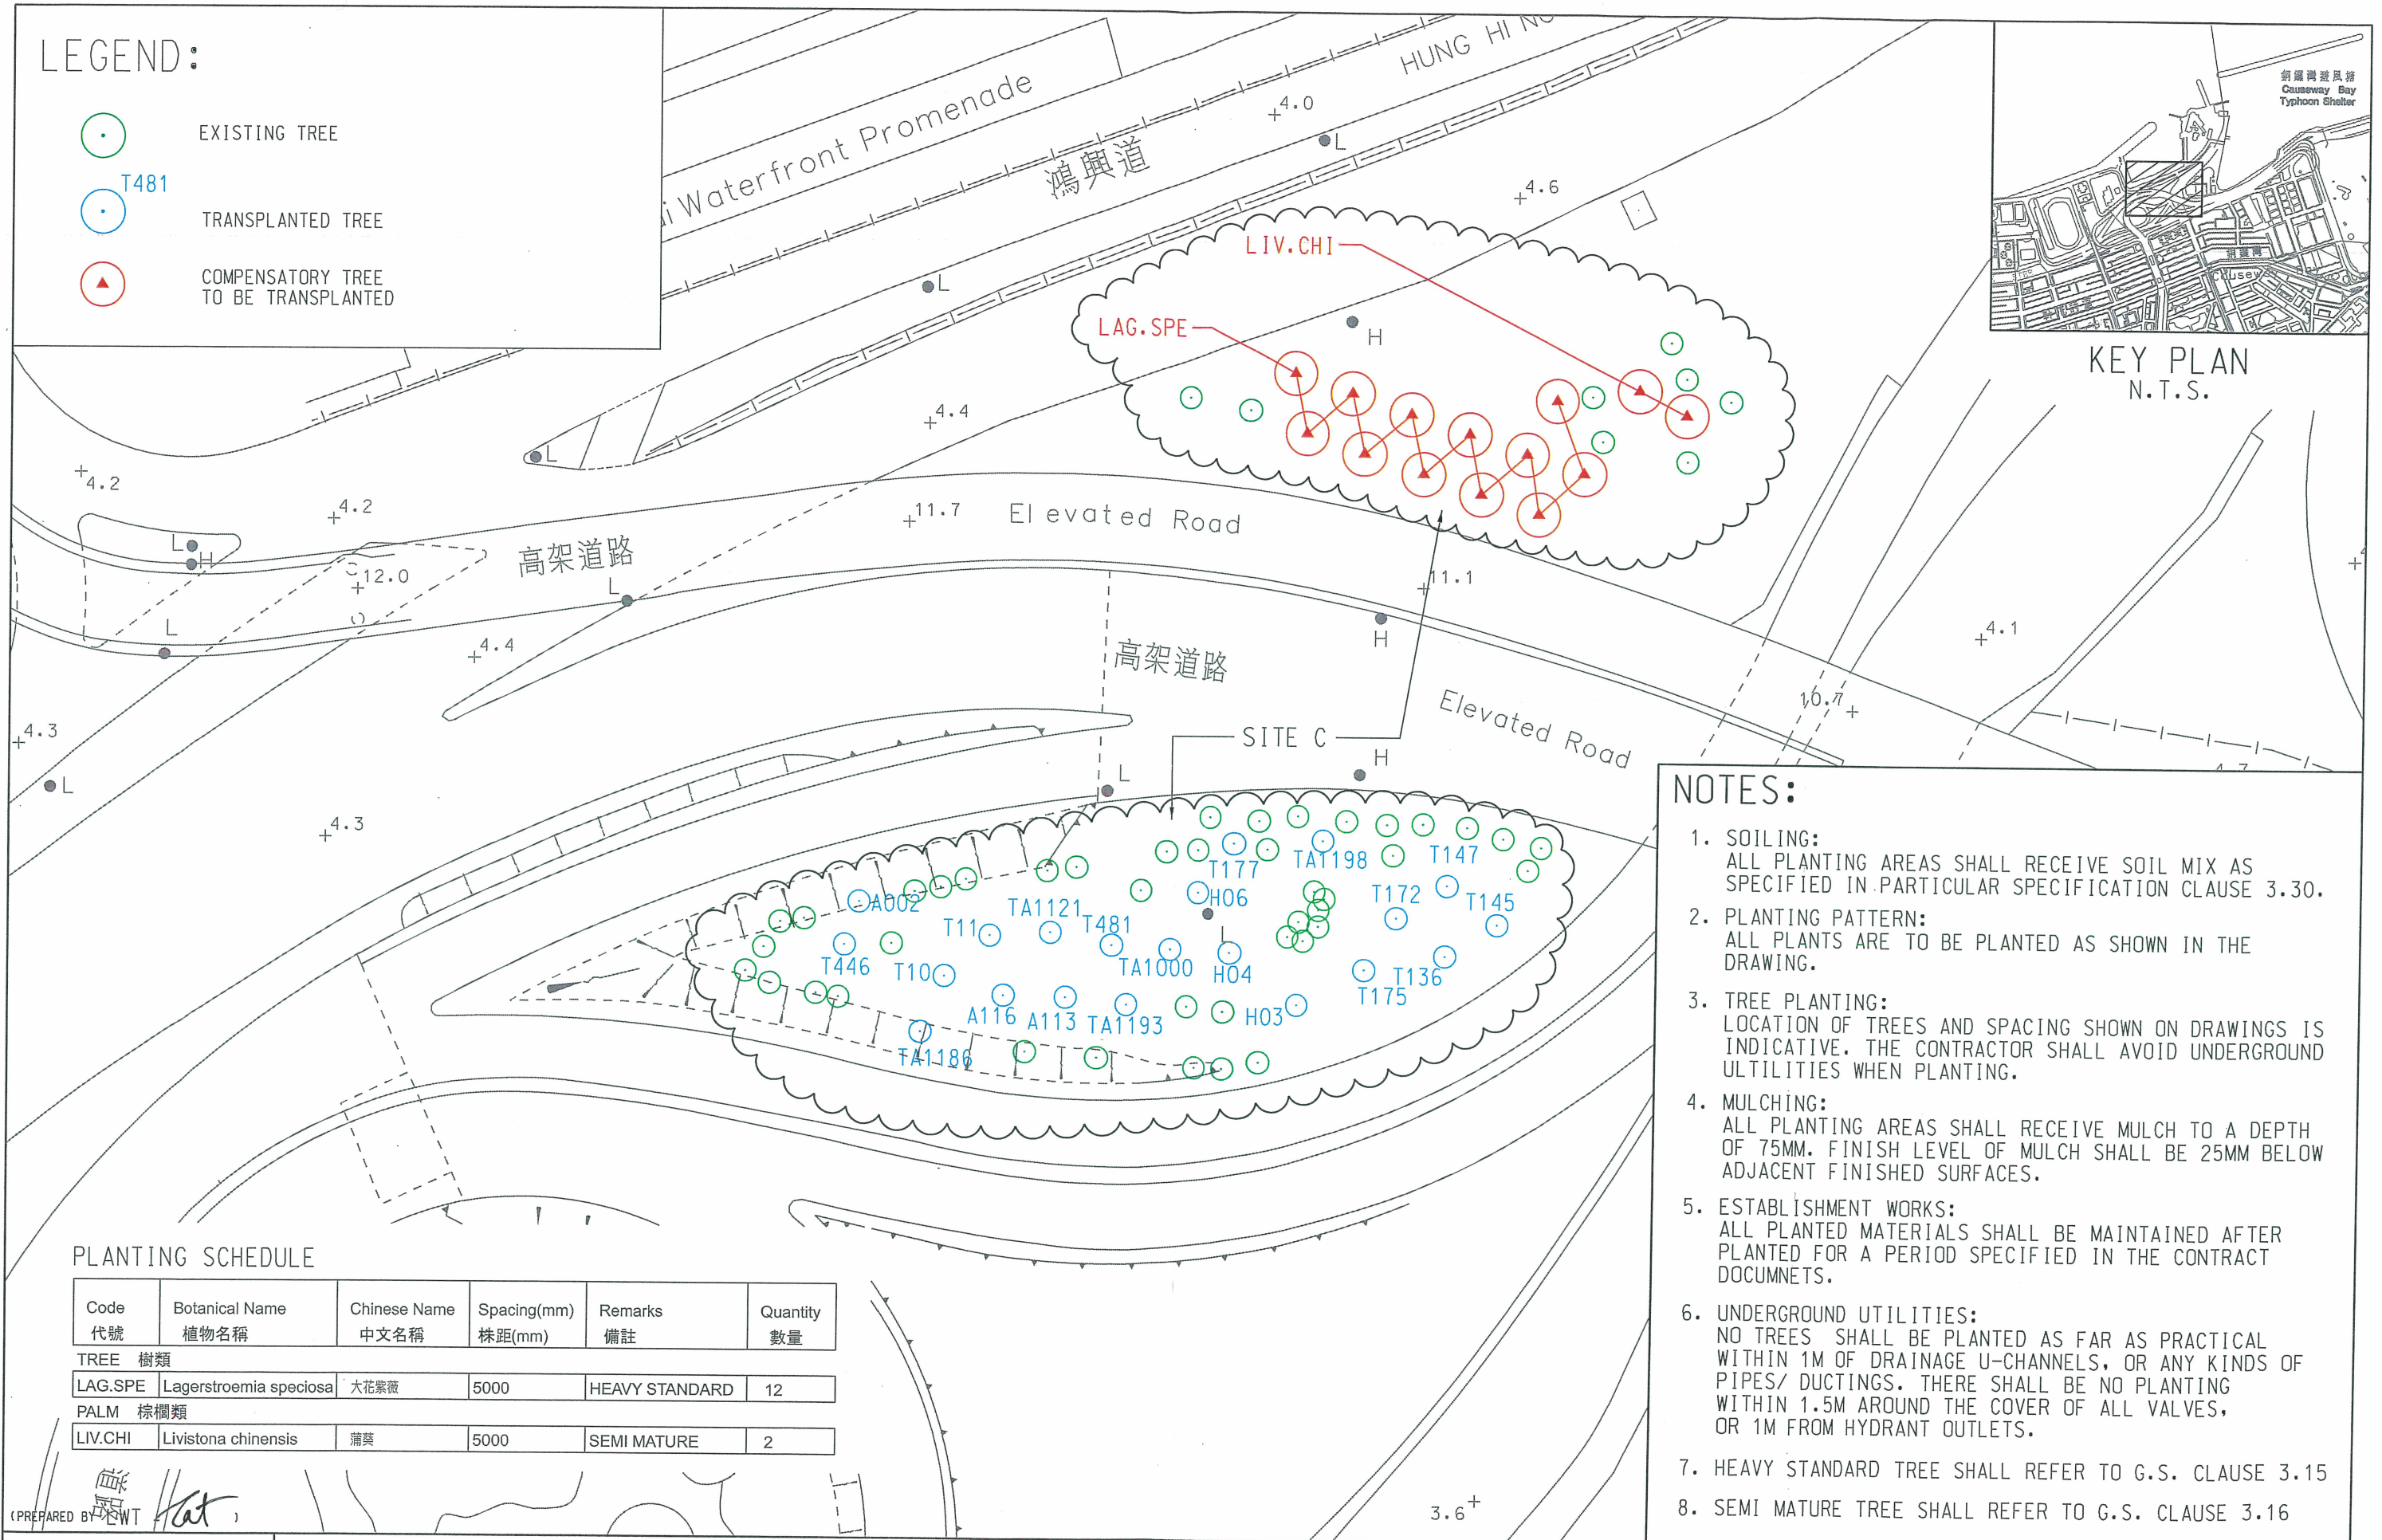 LEGEND:
EXISTING TREE
T481
TRANSPLANTED TREE
COMPENSATORY TREE
TO BE TRANSPLANTED
Waterfront Promenade
鴻興道
HUNG HI
4.0
L
4.6
L
LIV.CHI
LAG.SPE
H
4.4
L
4.2
4.2
11.7
Elevated Road
高架道路
L
H
12.0
L
L
4.4
11.1
H
高架道路
4.1
10.7
Elevated Road
SITE C
4.3
L
4.3
L
H
銅鑼灣避風塘
Causeway Bay
Typhoon Shelter
銅鑼灣
Causew
KEY PLAN
N.T.S.
T177
TA1198
T147
A002
H06
T172
T145
TA1121
T481
T11
L
T446
T10
TA1000
H04
T136
T175
A116
A113
TA1193
H03
TA1186
NOTES:
1. SOILING:
ALL PLANTING AREAS SHALL RECEIVE SOIL MIX AS
SPECIFIED IN PARTICULAR SPECIFICATION CLAUSE 3.30.
2. PLANTING PATTERN:
ALL PLANTS ARE TO BE PLANTED AS SHOWN IN THE
DRAWING.
3. TREE PLANTING:
LOCATION OF TREES AND SPACING SHOWN ON DRAWINGS IS
INDICATIVE. THE CONTRACTOR SHALL AVOID UNDERGROUND
ULTILITIES WHEN PLANTING.
4. MULCHING:
ALL PLANTING AREAS SHALL RECEIVE MULCH TO A DEPTH
OF 75MM. FINISH LEVEL OF MULCH SHALL BE 25MM BELOW
ADJACENT FINISHED SURFACES.
5. ESTABLISHMENT WORKS:
ALL PLANTED MATERIALS SHALL BE MAINTAINED AFTER
PLANTED FOR A PERIOD SPECIFIED IN THE CONTRACT
DOCUMNETS.
6. UNDERGROUND UTILITIES:
NO TREES SHALL BE PLANTED AS FAR AS PRACTICAL
WITHIN 1M OF DRAINAGE U-CHANNELS, OR ANY KINDS OF
PIPES/ DUCTINGS. THERE SHALL BE NO PLANTING
WITHIN 1.5M AROUND THE COVER OF ALL VALVES,
OR 1M FROM HYDRANT OUTLETS.
7. HEAVY STANDARD TREE SHALL REFER TO G.S. CLAUSE 3.15
8. SEMI MATURE TREE SHALL REFER TO G.S. CLAUSE 3.16
PLANTING SCHEDULE
Code Botanical Name Chinese Name Spacing(mm) Remarks Quantity
代號 植物名稱 中文名稱 株距(mm) 備註 數量
TREE 樹類
LAG.SPE Lagerstroemia speciosa 大花紫薇 5000 HEAVY STANDARD 12
PALM 棕櫚類
LIV.CHI Livistona chinensis 蒲葵 5000 SEMI MATURE 2
道路
(PREPARED BY LWT Kat )
3.6